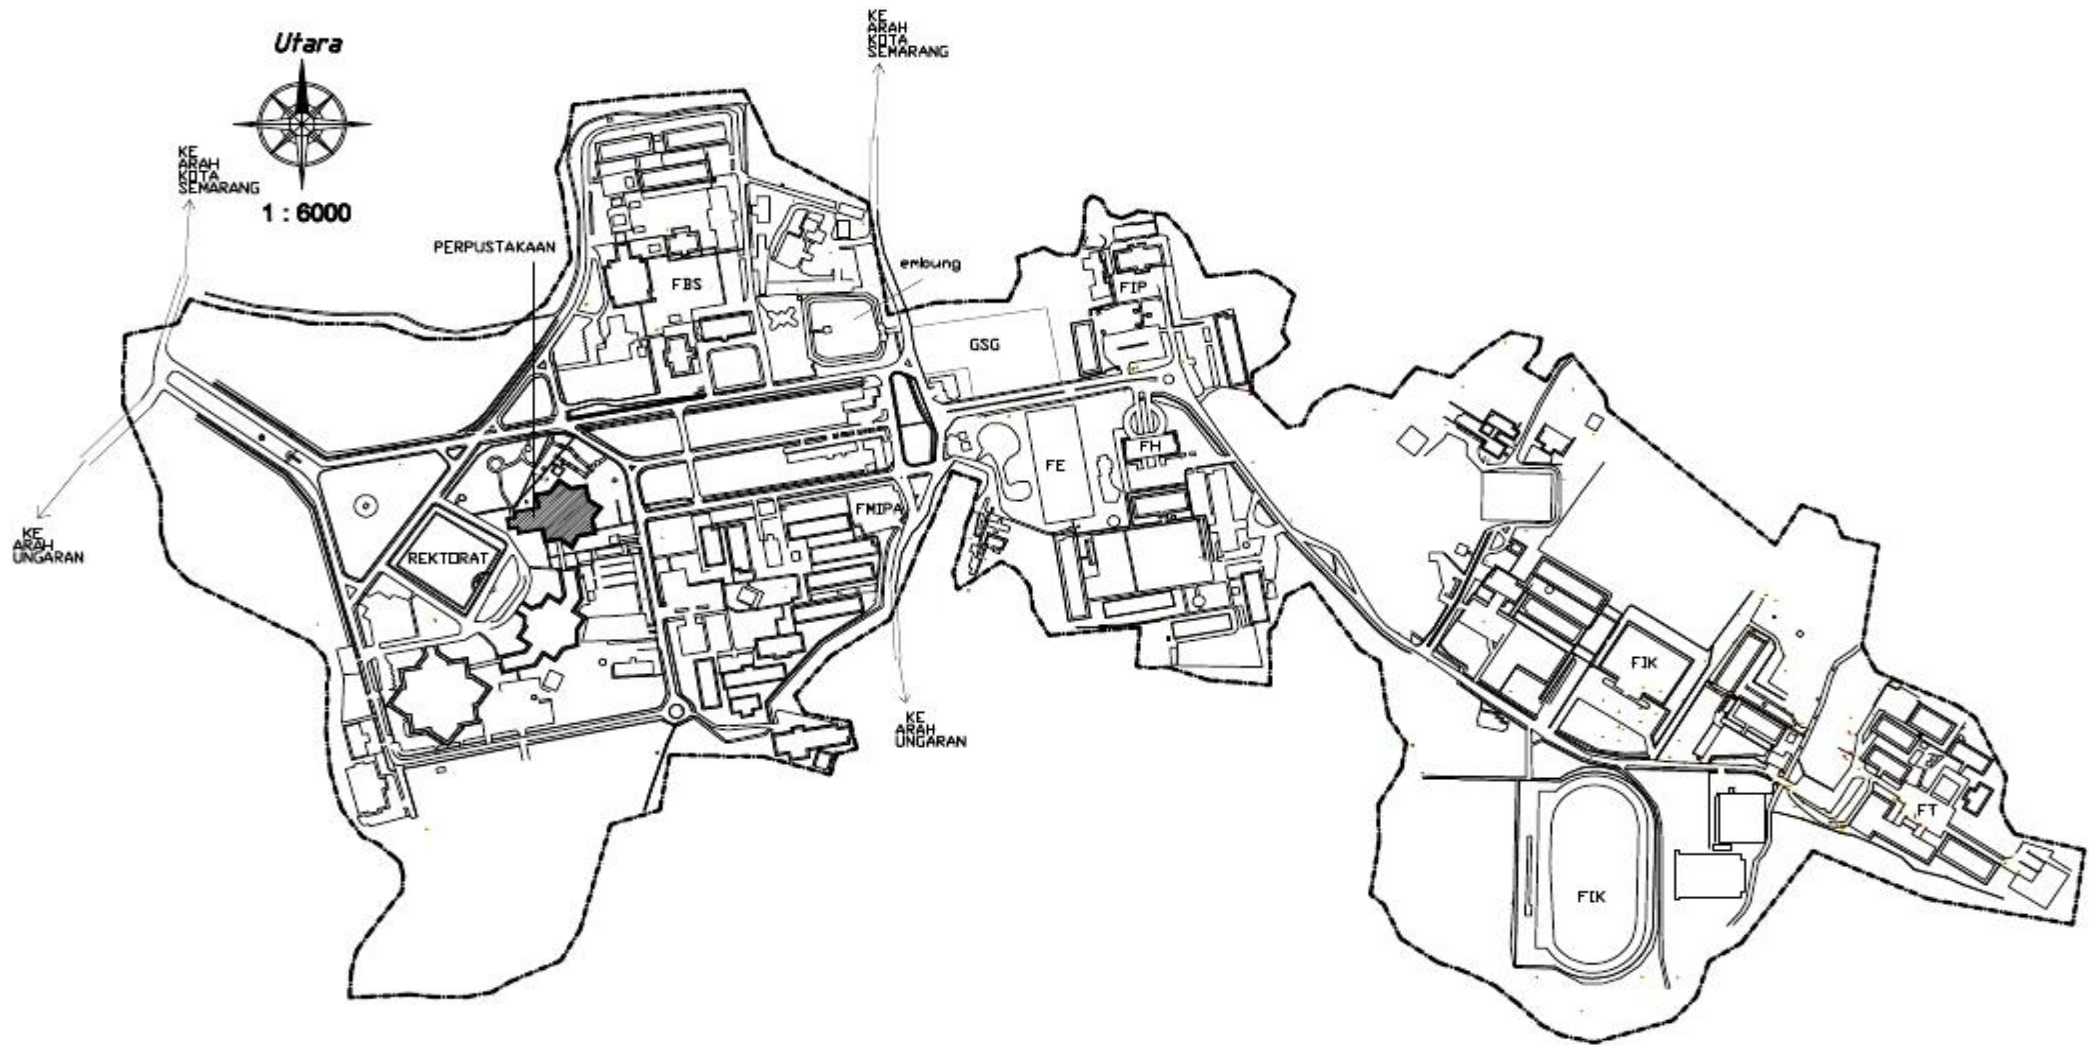 Utara
1 : 6000
KE
ARAH
KOTA
SEMARANG
KE
ARAH
KOTA
SEMARANG
PERPUSTAKAAN
embung
FBS
FIP
GSG
FH
FE
FMIPA
REKTORAT
KE
ARAH
UNGARAN
KE
ARAH
UNGARAN
FIK
FT
FIK